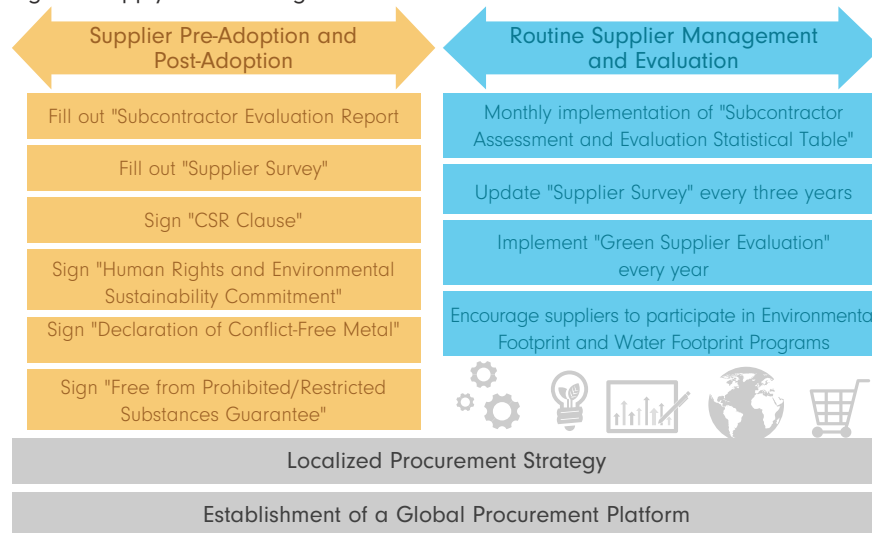 Supplier Pre-Adoption and
Post-Adoption
Fill out "Subcontractor Evaluation Report
Fill out "Supplier Survey"
Sign "CSR Clause"
Sign "Human Rights and Environmental
Sustainability Commitment"
Sign "Declaration of Conflict-Free Metal"
Sign "Free from Prohibited/Restricted
Substances Guarantee"
Routine Supplier Management
and Evaluation
Monthly implementation of "Subcontractor
Assessment and Evaluation Statistical Table"
Update "Supplier Survey" every three years
Implement "Green Supplier Evaluation"
every year
Encourage suppliers to participate in Environmenta
Footprint and Water Footprint Programs
Localized Procurement Strategy
Establishment of a Global Procurement Platform